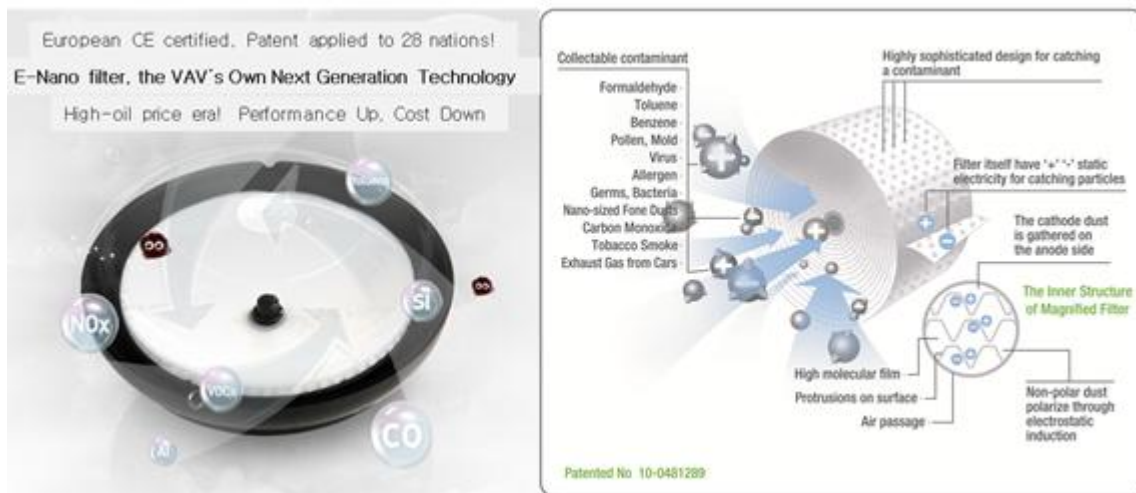 European CE certified, Patent applied to 28 nations!
E-Nano filter, the VAV's Own Next Generation Technology
High-oil price era! Performance Up, Cost Down
NOx
Si
VOCs
Al
CO
Collectable contaminant
Formaldehyde
Toluene
Benzene
Pollen, Mold
Virus
Allergen
Germs, Bacteria
Nano-sized Fone Dusts
Carbon Monoxide
Tobacco Smoke
Exhaust Gas from Cars
Highly sophisticated design for catching
a contaminant
Filter itself have '+' '-' static
electricity for catching particles
The cathode dust
is gathered on
the anode side
The Inner Structure
of Magnified Filter
High molecular film
Protrusions on surface
Air passage
Non-polar dust
polarize through
electrostatic
induction
Patented No 10-0481289